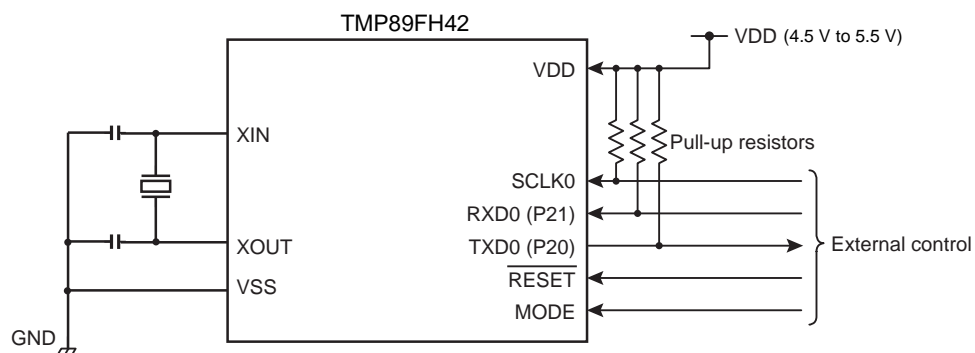 TMP89FH42
VDD (4.5 V to 5.5 V)
VDD
XIN
Pull-up resistors
SCLK0
RXD0 (P21)
XOUT
TXD0 (P20)
External control
RESET
VSS
MODE
GND